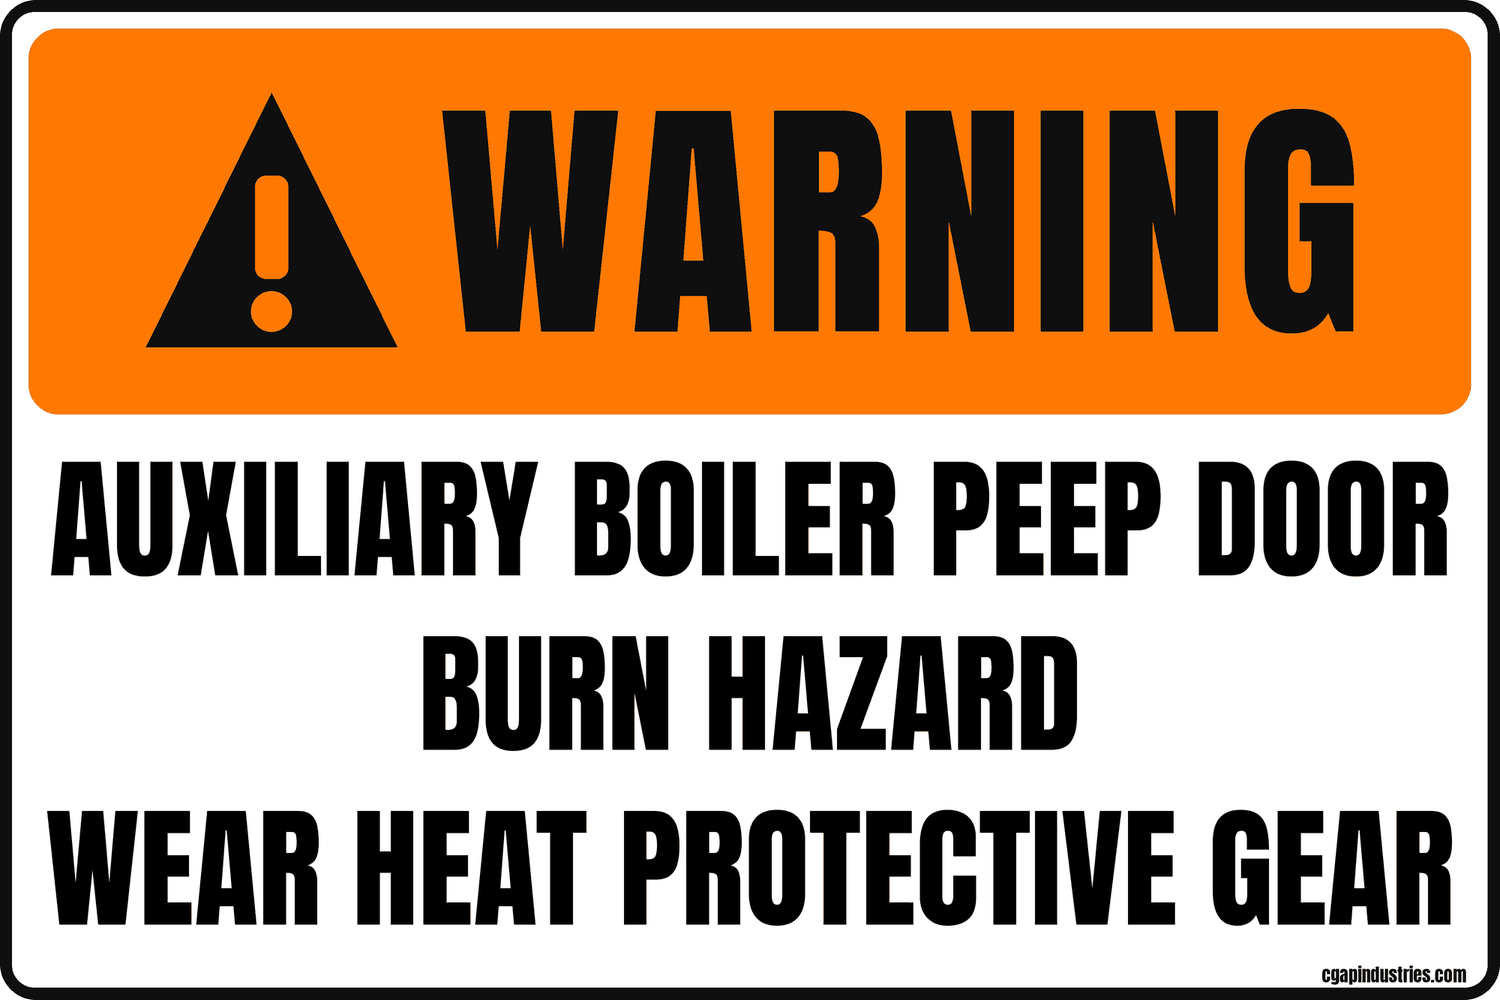 WARNING
AUXILIARY BOILER PEEP DOOR
BURN HAZARD
WEAR HEAT PROTECTIVE GEAR
cgapindustries.com